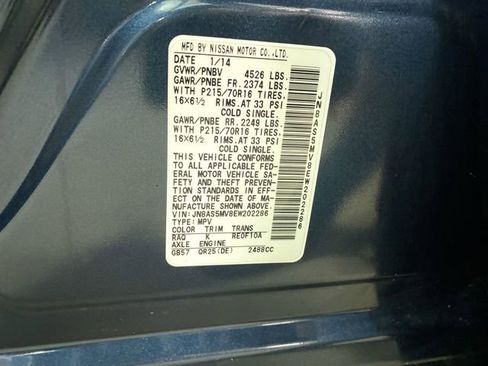 MFD BY NISSAN MOTOR CO.,LTD.
DATE 1/14
GVWR/PNBV 4526 LBS.
GAWR/PNBE FR. 2374 LBS.
WITH P215/70R16 TIRES.
16×6½ RIMS.AT 33 PSI
COLD SINGLE.
GAWR/PNBE RR. 2249 LBS.
WITH P215/70R16 TIRES.
16×6½ RIMS.AT 33 PSI
COLD SINGLE.
THIS VEHICLE CONFORMS
TO ALL APPLICABLE FED-
ERAL MOTOR VEHICLE SA-
FETY AND THEFT PREVEN-
TION STANDARDS IN EFF-
ECT ON THE DATE OF MA-
NUFACTURE SHOWN ABOVE.
VIN:JN8AS5MV8EW202286
TYPE:MPV
COLOR TRIM TRANS
RAQ K RE0F10A
AXLE ENGINE
GB57 QR25(DE) 2488CC
JN8AS5MV8EW202286